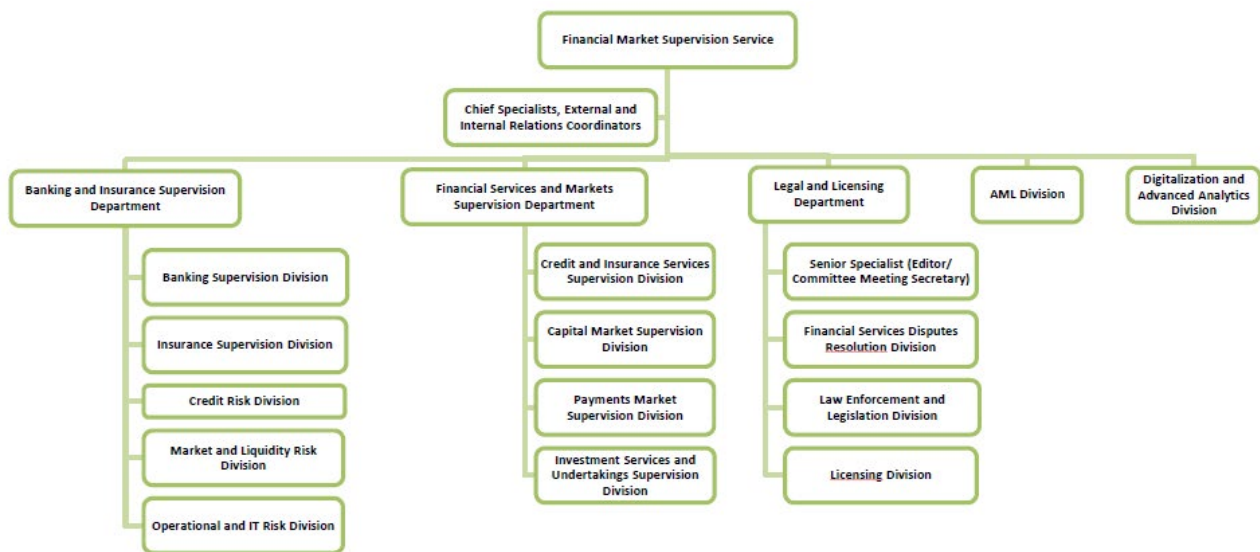 Financial Market Supervision Service
Chief Specialists, External and
Internal Relations Coordinators
Banking and Insurance Supervision
Department
Financial Services and Markets
Supervision Department
Legal and Licensing
Department
AML Division
Digitalization and
Advanced Analytics
Division
Banking Supervision Division
Insurance Supervision Division
Credit Risk Division
Market and Liquidity Risk
Division
Operational and IT Risk Division
Credit and Insurance Services
Supervision Division
Capital Market Supervision
Division
Payments Market
Supervision Division
Investment Services and
Undertakings Supervision
Division
Senior Specialist (Editor/
Committee Meeting Secretary)
Financial Services Disputes
Resolution Division
Law Enforcement and
Legislation Division
Licensing Division